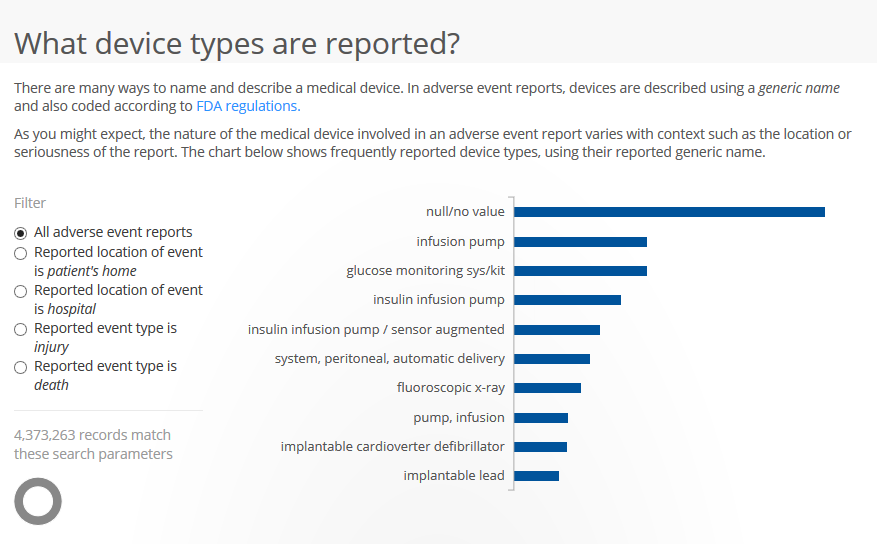 What device types are reported?
There are many ways to name and describe a medical device. In adverse event reports, devices are described using a generic name
and also coded according to FDA regulations.
As you might expect, the nature of the medical device involved in an adverse event report varies with context such as the location or
seriousness of the report. The chart below shows frequently reported device types, using their reported generic name.
Filter
All adverse event reports
Reported location of event
is patient's home
Reported location of event
is hospital
Reported event type is
injury
Reported event type is
death
4,373,263 records match
these search parameters
null/no value
infusion pump
glucose monitoring sys/kit
insulin infusion pump
insulin infusion pump / sensor augmented
system, peritoneal, automatic delivery
fluoroscopic x-ray
pump, infusion
implantable cardioverter defibrillator
implantable lead